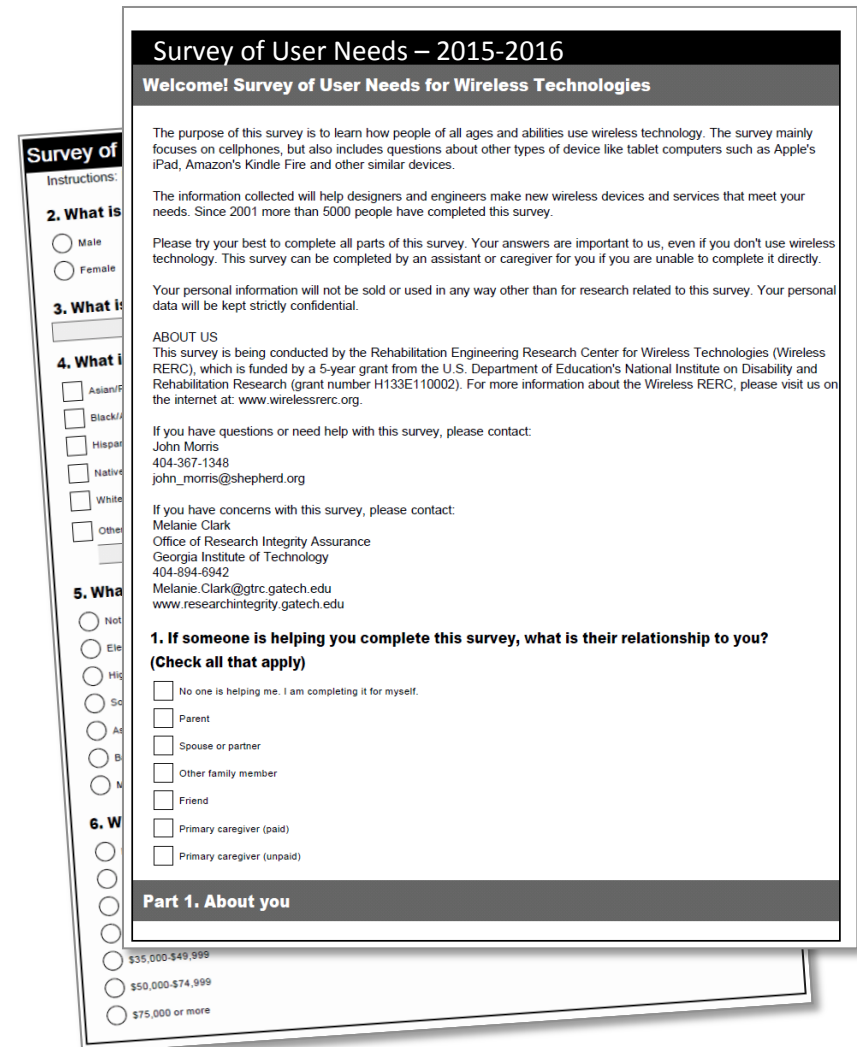 Survey of User Needs – 2015-2016
Welcome! Survey of User Needs for Wireless Technologies
The purpose of this survey is to learn how people of all ages and abilities use wireless technology. The survey mainly
focuses on cellphones, but also includes questions about other types of device like tablet computers such as Apple's
iPad, Amazon's Kindle Fire and other similar devices.
The information collected will help designers and engineers make new wireless devices and services that meet your
needs. Since 2001 more than 5000 people have completed this survey.
Please try your best to complete all parts of this survey. Your answers are important to us, even if you don't use wireless
technology. This survey can be completed by an assistant or caregiver for you if you are unable to complete it directly.
Your personal information will not be sold or used in any way other than for research related to this survey. Your personal
data will be kept strictly confidential.
ABOUT US
This survey is being conducted by the Rehabilitation Engineering Research Center for Wireless Technologies (Wireless
RERC), which is funded by a 5-year grant from the U.S. Department of Education's National Institute on Disability and
Rehabilitation Research (grant number H133E110002). For more information about the Wireless RERC, please visit us on
the internet at: www.wirelessrerc.org.
If you have questions or need help with this survey, please contact:
John Morris
404-367-1348
john_morris@shepherd.org
If you have concerns with this survey, please contact:
Melanie Clark
Office of Research Integrity Assurance
Georgia Institute of Technology
404-894-6942
Melanie.Clark@gtrc.gatech.edu
www.researchintegrity.gatech.edu
1. If someone is helping you complete this survey, what is their relationship to you?
(Check all that apply)
No one is helping me. I am completing it for myself.
Parent
Spouse or partner
Other family member
Friend
Primary caregiver (paid)
Primary caregiver (unpaid)
Part 1. About you
Survey of
Instructions:
2. What is
Male
Female
3. What is
4. What i
Asian/P
Black/A
Hispan
Native
White
Other
5. Wha
Not
Ele
Hig
So
As
B
M
6. W
$35,000-$49,999
$50,000-$74,999
$75,000 or more